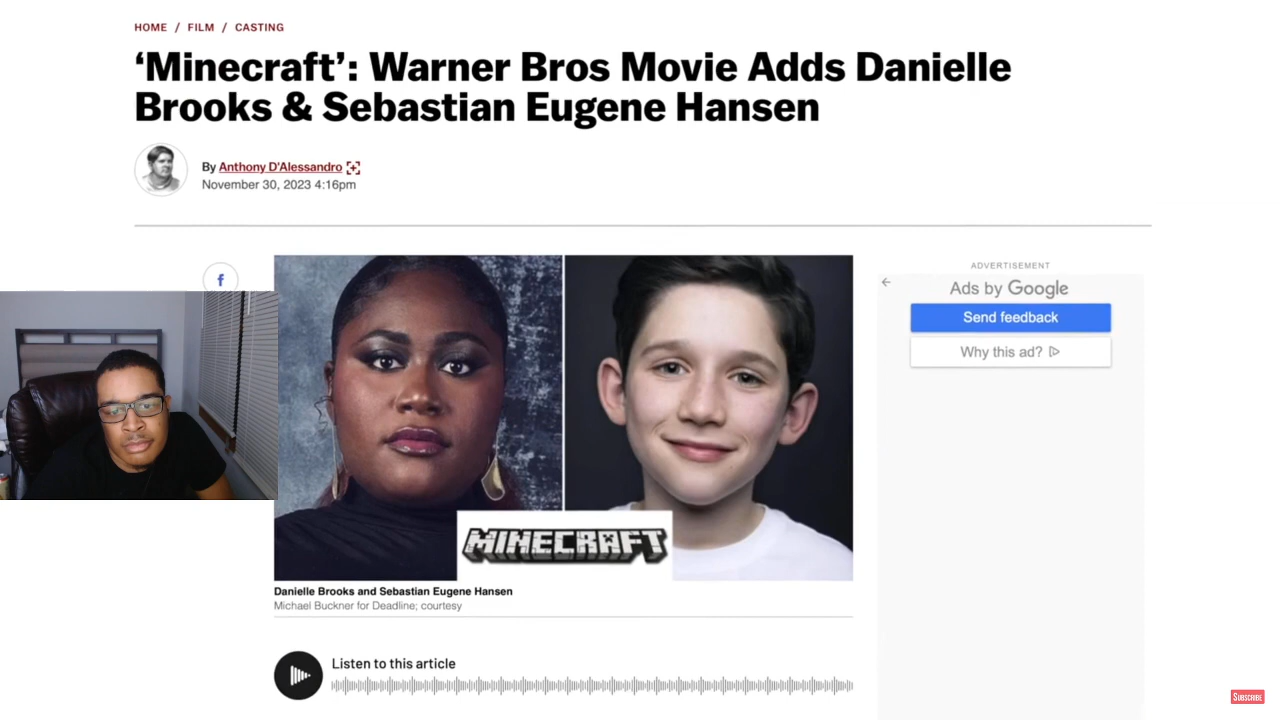 HOME / FILM / CASTING
‘Minecraft’: Warner Bros Movie Adds Danielle
Brooks & Sebastian Eugene Hansen
By Anthony D'Alessandro
November 30, 2023 4:16pm
f
ADVERTISEMENT
Ads by Google
Send feedback
Why this ad?
MINECRAFT
Danielle Brooks and Sebastian Eugene Hansen
Michael Buckner for Deadline; courtesy
Listen to this article
SUBSCRIBE